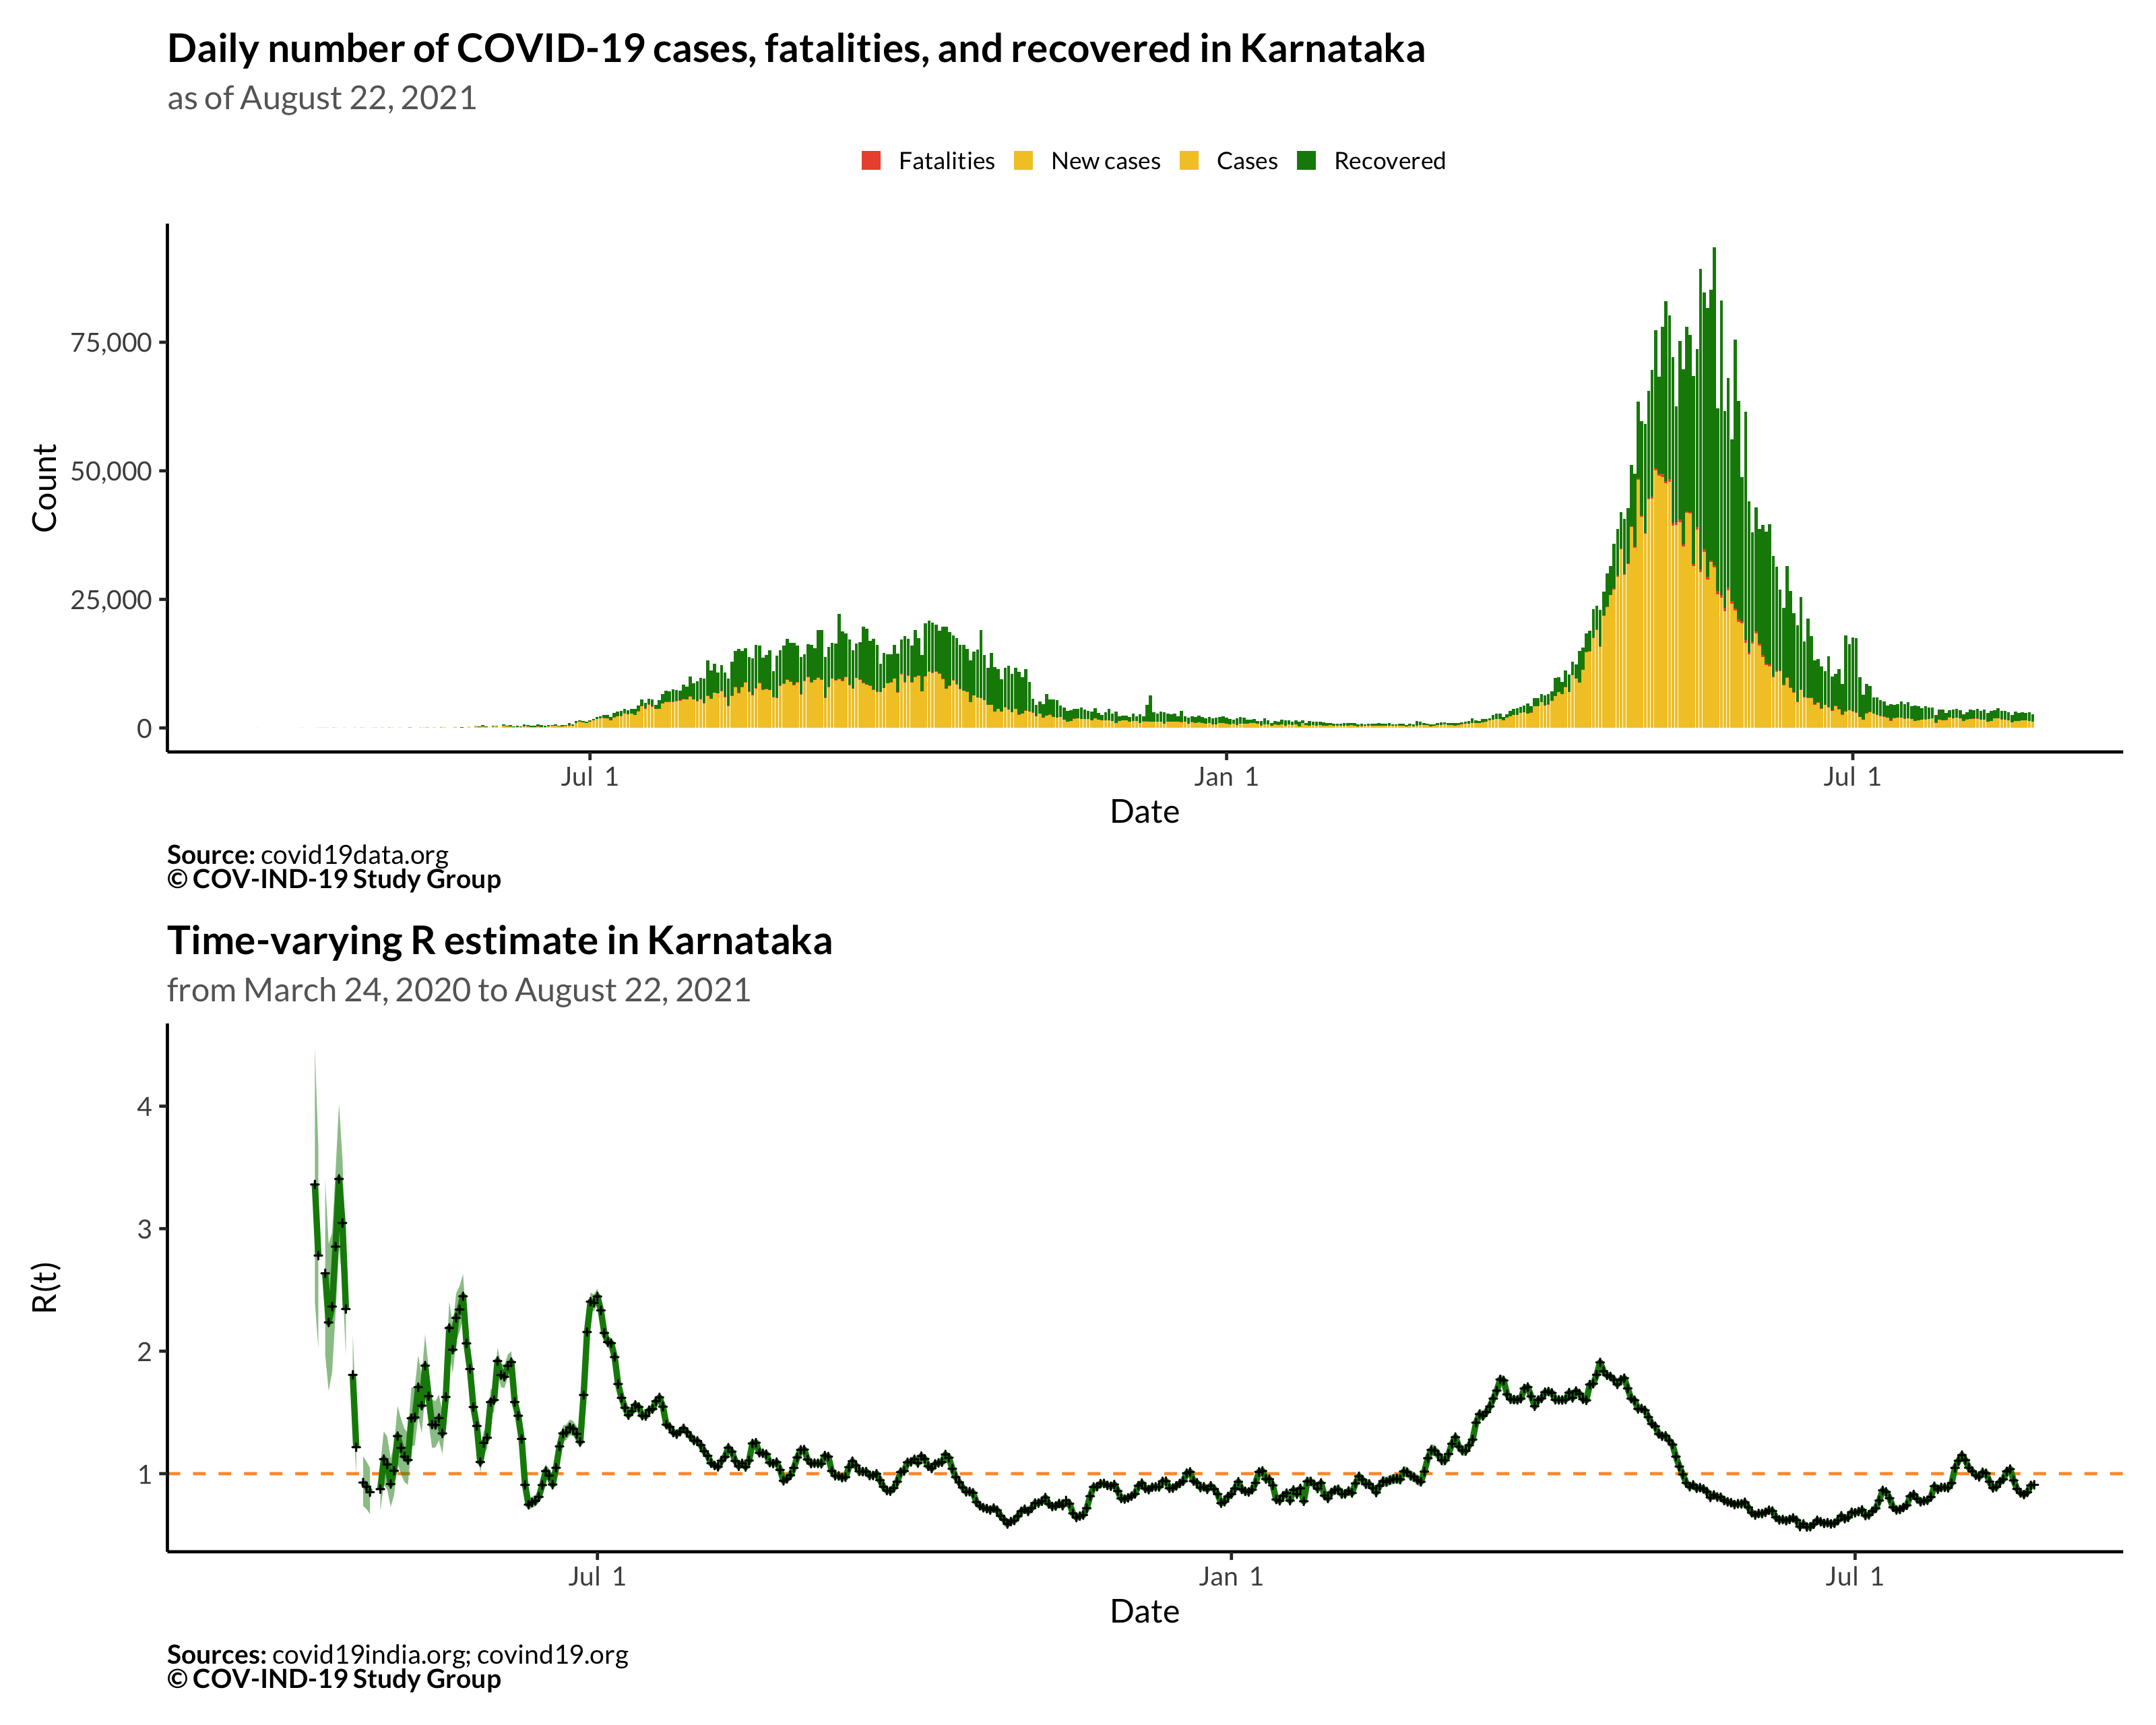 Daily number of COVID-19 cases, fatalities, and recovered in Karnataka
as of August 22, 2021
Fatalities New cases Cases Recovered
75,000
50,000
25,000
0
Count
Jul 1 Jan 1 Jul 1
Date
Source: covid19data.org
© COV-IND-19 Study Group
Time-varying R estimate in Karnataka
from March 24, 2020 to August 22, 2021
4
3
2
1
R(t)
Jul 1 Jan 1 Jul 1
Date
Sources: covid19india.org; covind19.org
© COV-IND-19 Study Group